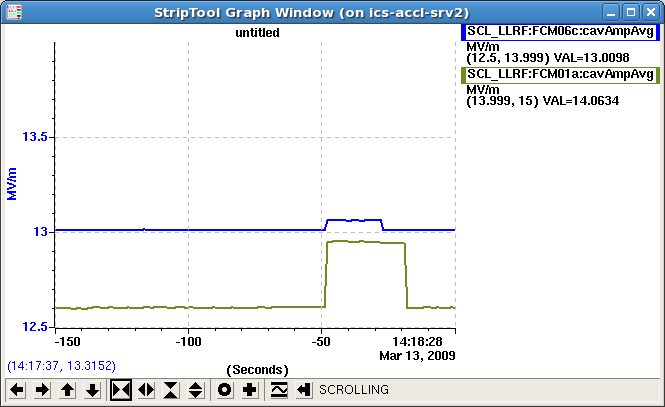 StripTool Graph Window (on ics-accl-srv2)
untitled
SCL_LLRF:FCM06c:cavAmpAvg
MV/m
(12.5, 13.999) VAL=13.0098
SCL_LLRF:FCM01a:cavAmpAvg
MV/m
(13.999, 15) VAL=14.0634
13.5
MV/m
13
12.5
-150
-100
-50
14:18:28
Mar 13, 2009
(14:17:37, 13.3152)
(Seconds)
SCROLLING